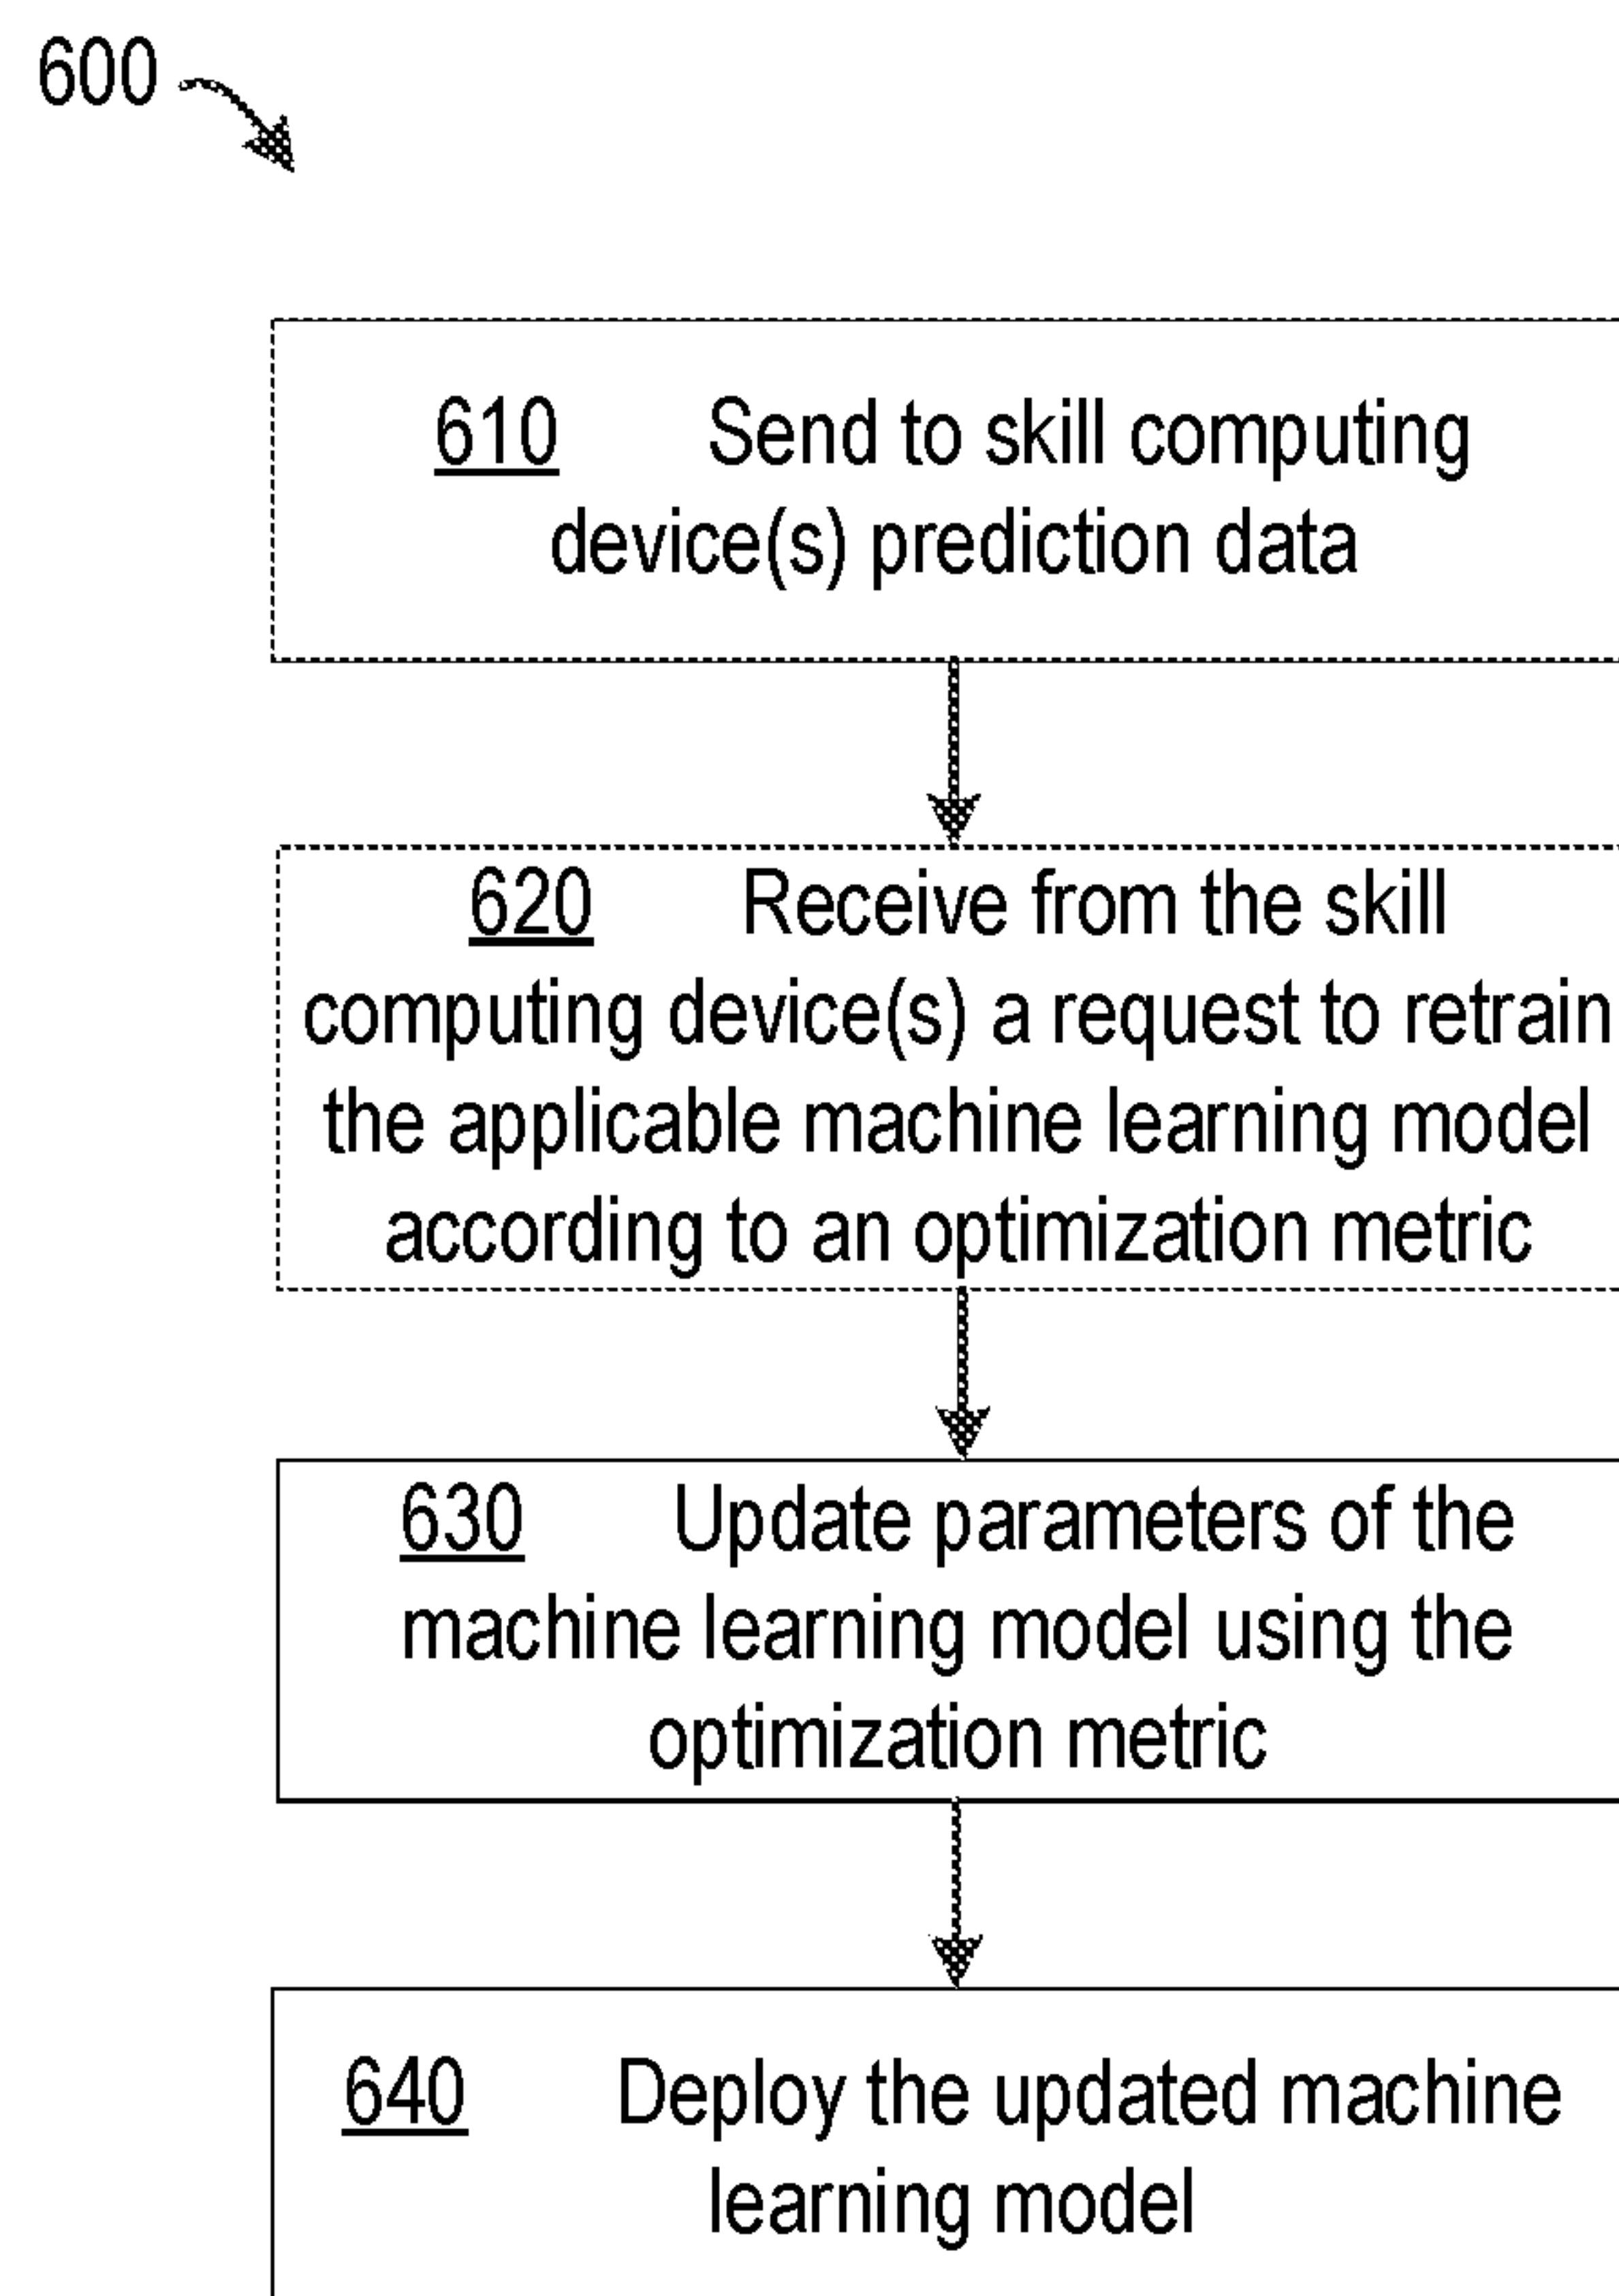 600
610 Send to skill computing
device(s) prediction data
620 Receive from the skill
computing device(s) a request to retrain
the applicable machine learning model
according to an optimization metric
630 Update parameters of the
machine learning model using the
optimization metric
640 Deploy the updated machine
learning model